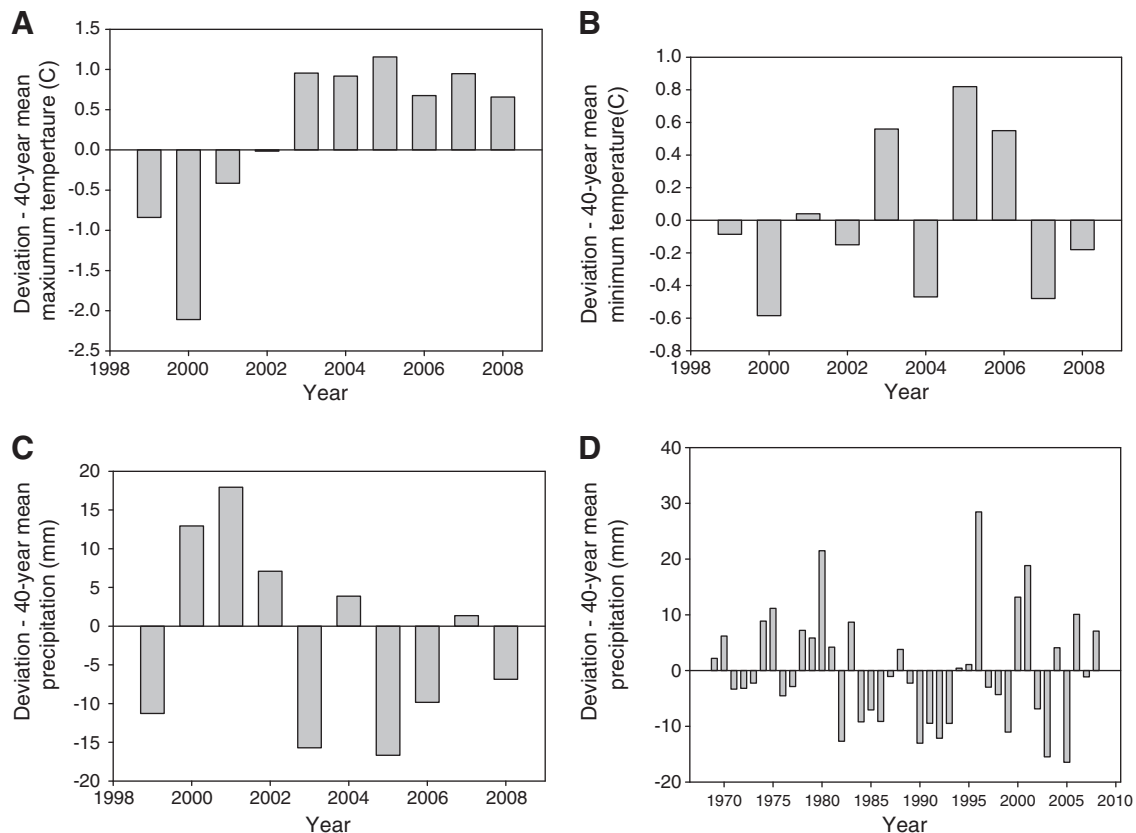 A
Deviation - 40-year mean
maxiumum tempertaure (C)
1.5
1.0
0.5
0.0
-0.5
-1.0
-1.5
-2.0
-2.5
1998 2000 2002 2004 2006 2008
Year
B
Deviation - 40-year mean
minimum temperature(C)
1.0
0.8
0.6
0.4
0.2
0.0
-0.2
-0.4
-0.6
-0.8
1998 2000 2002 2004 2006 2008
Year
C
Deviation - 40-year mean
precipitation (mm)
20
15
10
5
0
-5
-10
-15
-20
1998 2000 2002 2004 2006 2008
Year
D
Deviation - 40-year mean
precipitation (mm)
40
30
20
10
0
-10
-20
1970 1975 1980 1985 1990 1995 2000 2005 2010
Year